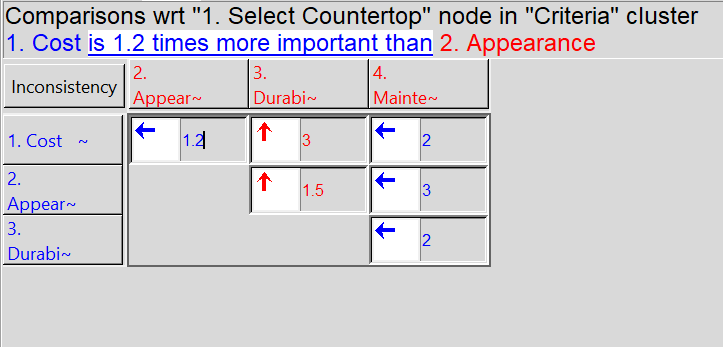 Comparisons wrt "1. Select Countertop" node in "Criteria" cluster
1. Cost is 1.2 times more important than 2. Appearance
Inconsistency
2. Appear~
3. Durabi~
4. Mainte~
1. Cost ~
1.2
3
2
2. Appear~
1.5
3
3. Durabi~
2